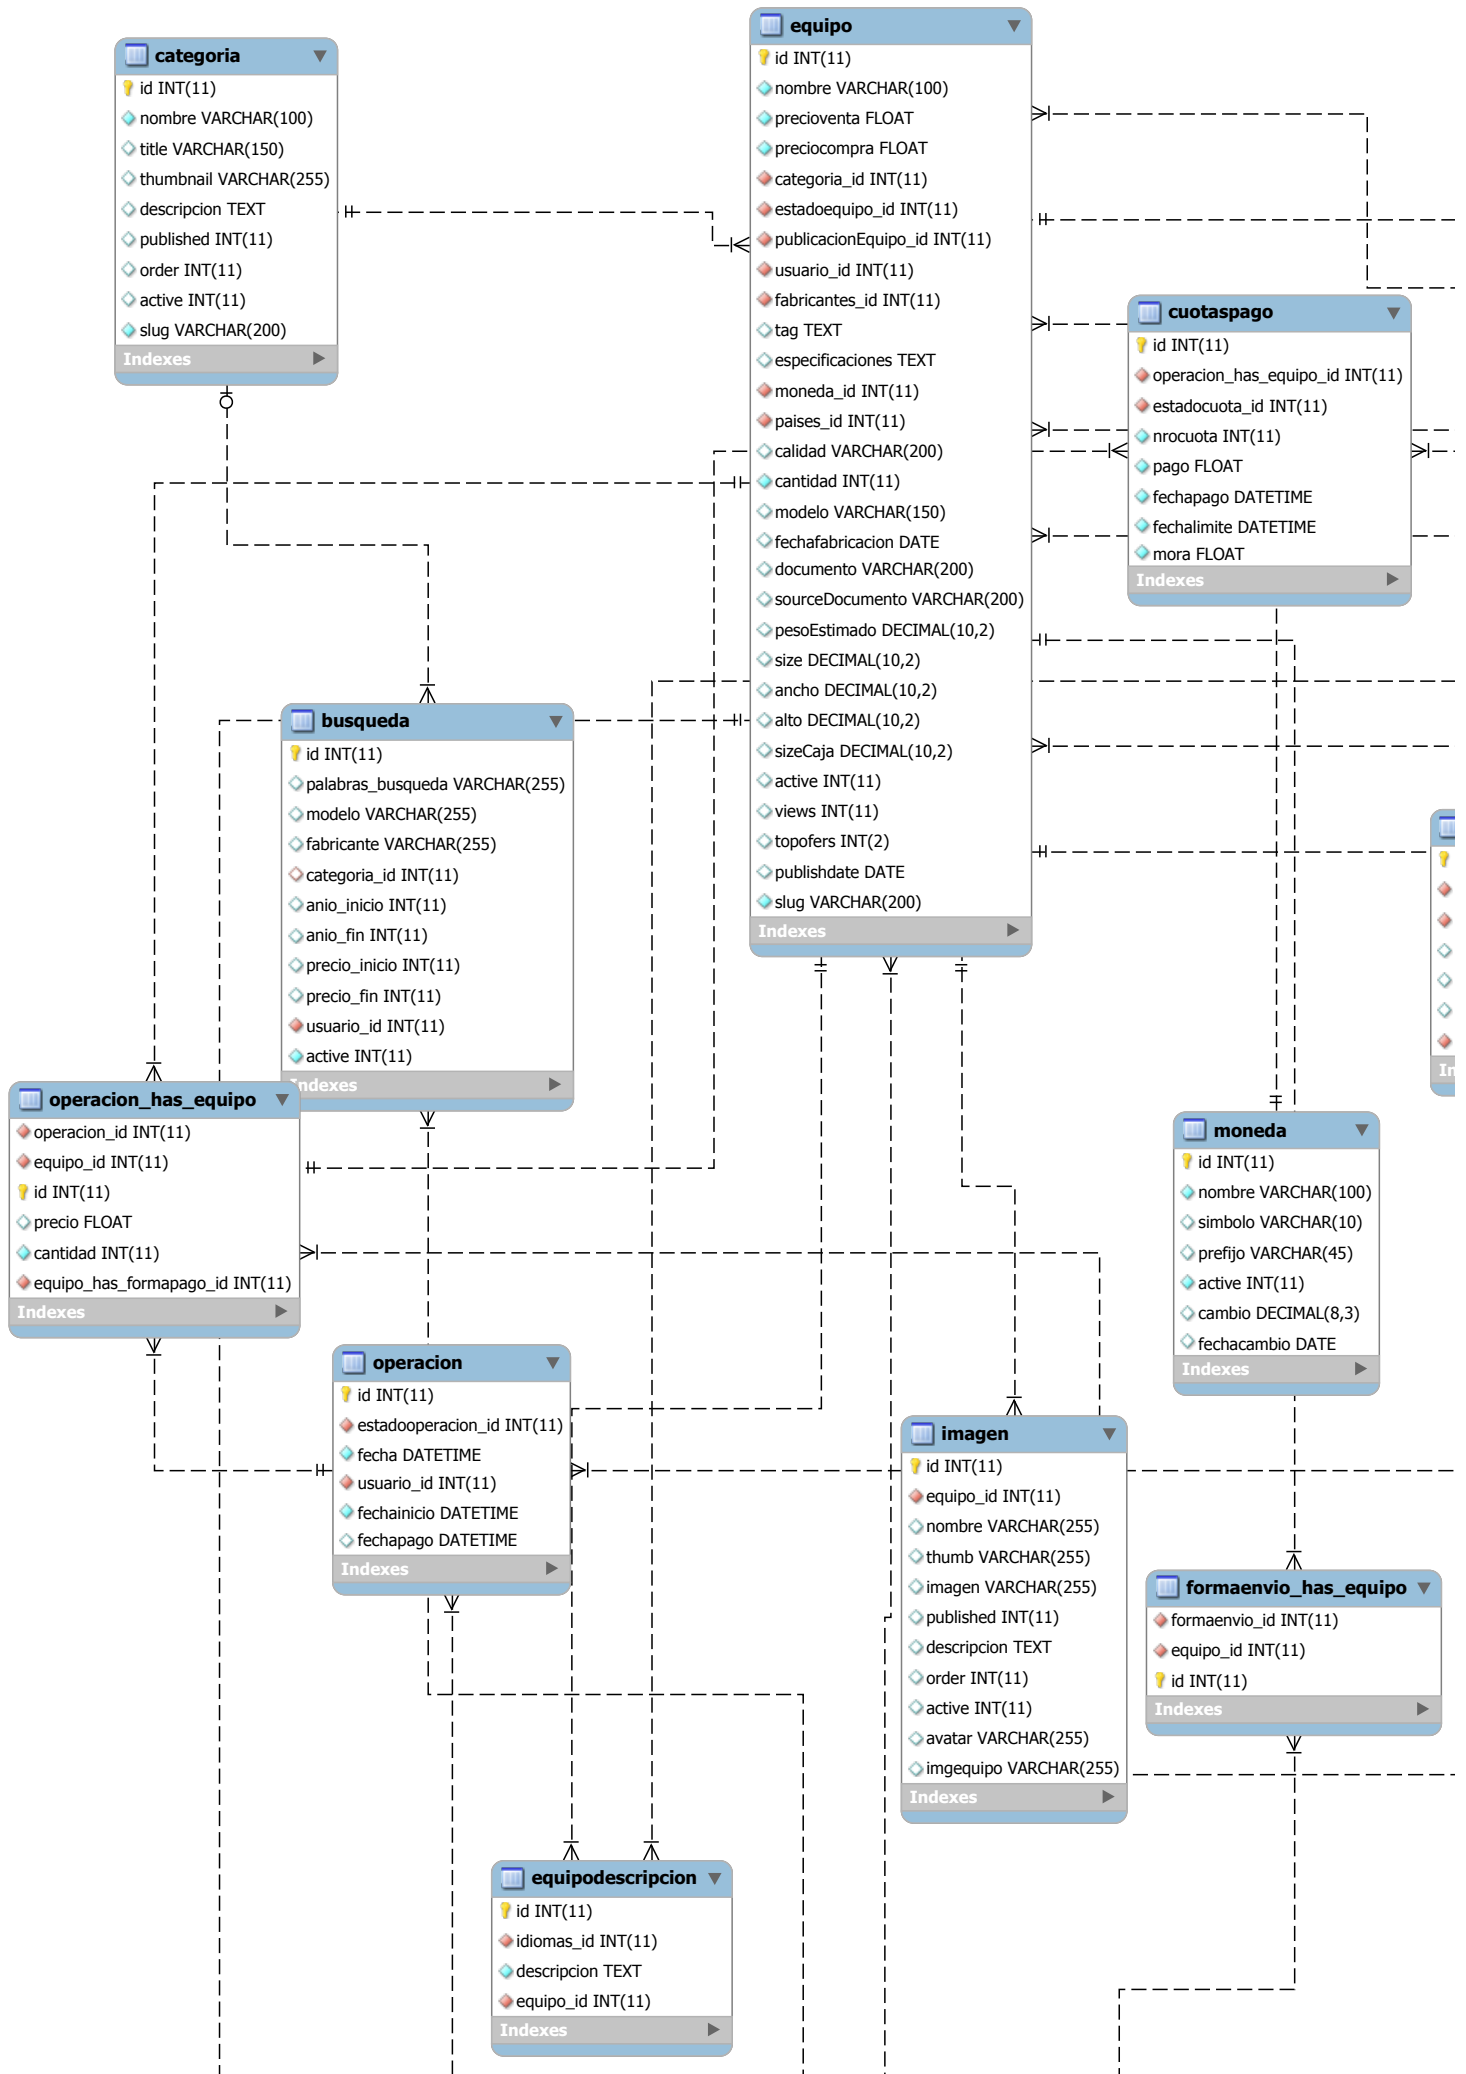 categoria
id INT(11)
nombre VARCHAR(100)
title VARCHAR(150)
thumbnail VARCHAR(255)
descripcion TEXT
published INT(11)
order INT(11)
active INT(11)
slug VARCHAR(200)
Indexes
equipo
id INT(11)
nombre VARCHAR(100)
precioventa FLOAT
preciocompra FLOAT
categoria_id INT(11)
estadoequipo_id INT(11)
publicacionEquipo_id INT(11)
usuario_id INT(11)
fabricantes_id INT(11)
tag TEXT
especificaciones TEXT
moneda_id INT(11)
paises_id INT(11)
calidad VARCHAR(200)
cantidad INT(11)
modelo VARCHAR(150)
fechafabricacion DATE
documento VARCHAR(200)
sourceDocumento VARCHAR(200)
pesoEstimado DECIMAL(10,2)
size DECIMAL(10,2)
ancho DECIMAL(10,2)
alto DECIMAL(10,2)
sizeCaja DECIMAL(10,2)
active INT(11)
views INT(11)
topofers INT(2)
publishdate DATE
slug VARCHAR(200)
Indexes
cuotaspago
id INT(11)
operacion_has_equipo_id INT(11)
estadocuota_id INT(11)
nrocuota INT(11)
pago FLOAT
fechapago DATETIME
fechalimite DATETIME
mora FLOAT
Indexes
busqueda
id INT(11)
palabras_busqueda VARCHAR(255)
modelo VARCHAR(255)
fabricante VARCHAR(255)
categoria_id INT(11)
anio_inicio INT(11)
anio_fin INT(11)
precio_inicio INT(11)
precio_fin INT(11)
usuario_id INT(11)
active INT(11)
Indexes
In
operacion_has_equipo
operacion_id INT(11)
equipo_id INT(11)
id INT(11)
precio FLOAT
cantidad INT(11)
equipo_has_formapago_id INT(11)
Indexes
moneda
id INT(11)
nombre VARCHAR(100)
simbolo VARCHAR(10)
prefijo VARCHAR(45)
active INT(11)
cambio DECIMAL(8,3)
fechacambio DATE
Indexes
operacion
id INT(11)
estadooperacion_id INT(11)
fecha DATETIME
usuario_id INT(11)
fechainicio DATETIME
fechapago DATETIME
Indexes
imagen
id INT(11)
equipo_id INT(11)
nombre VARCHAR(255)
thumb VARCHAR(255)
imagen VARCHAR(255)
published INT(11)
descripcion TEXT
order INT(11)
active INT(11)
avatar VARCHAR(255)
imgequipo VARCHAR(255)
Indexes
formaenvio_has_equipo
formaenvio_id INT(11)
equipo_id INT(11)
id INT(11)
Indexes
equipodescripcion
id INT(11)
idiomas_id INT(11)
descripcion TEXT
equipo_id INT(11)
Indexes